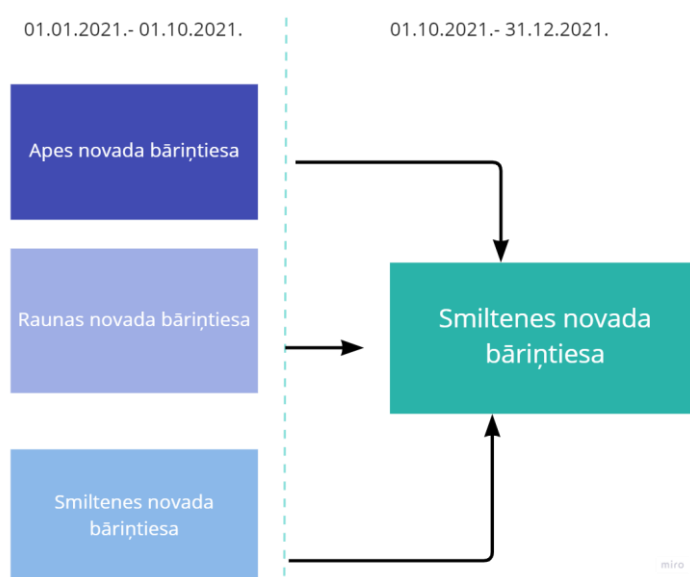 01.01.2021.- 01.10.2021.
01.10.2021.- 31.12.2021.
Apes novada bāriņtiesa
Raunas novada bāriņtiesa
Smiltenes novada
bāriņtiesa
Smiltenes novada
bāriņtiesa
miro